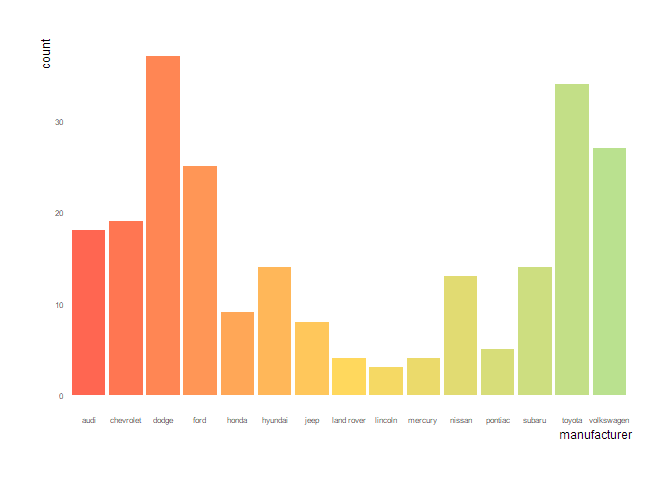 count
30
20
10
0
audi chevrolet dodge ford honda hyundai jeep land rover lincoln mercury nissan pontiac subaru toyota volkswagen
manufacturer